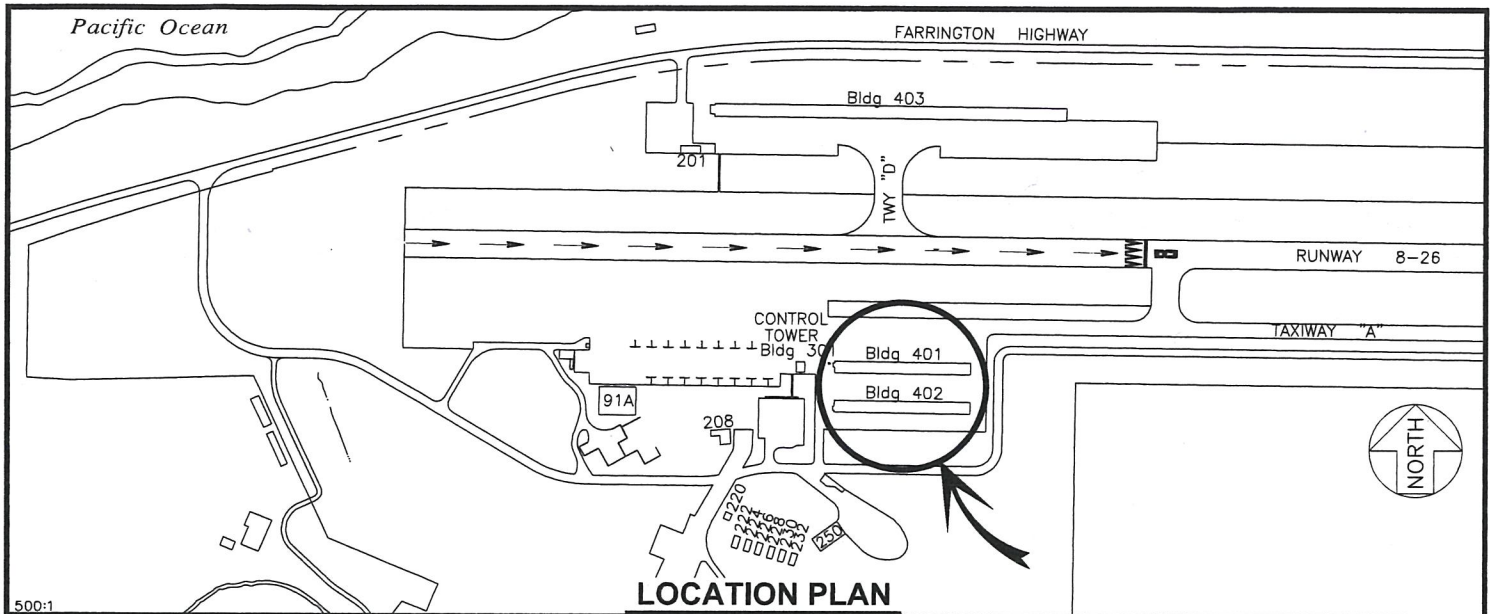 Pacific Ocean
FARRINGTON HIGHWAY
Bldg 403
201
TWY "D"
8
RUNWAY 8-26
TAXIWAY "A"
CONTROL
TOWER
Bldg 301
Bldg 401
Bldg 402
91A
208
NORTH
220
222
224
226
228
230
232
250
LOCATION PLAN
500:1